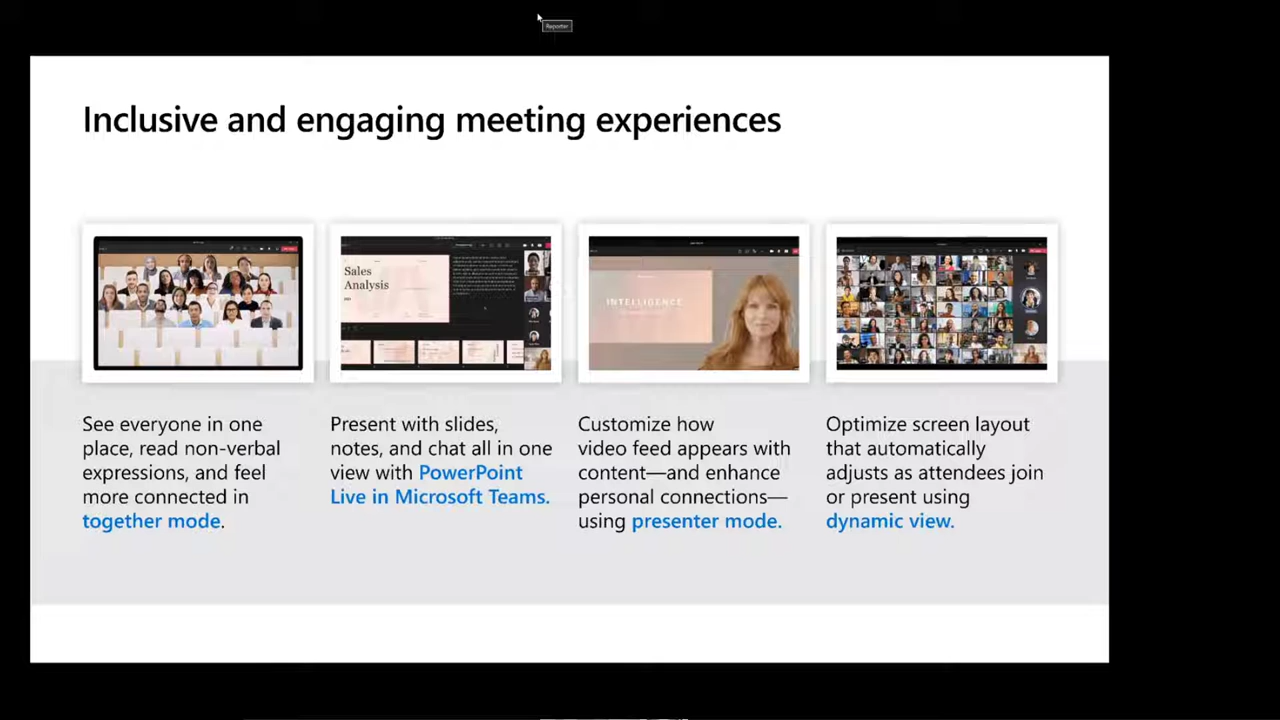 Reporter
Inclusive and engaging meeting experiences
Sales
Analysis
INTELLIGENCE
See everyone in one
place, read non-verbal
expressions, and feel
more connected in
together mode.
Present with slides,
notes, and chat all in one
view with PowerPoint
Live in Microsoft Teams.
Customize how
video feed appears with
content—and enhance
personal connections—
using presenter mode.
Optimize screen layout
that automatically
adjusts as attendees join
or present using
dynamic view.